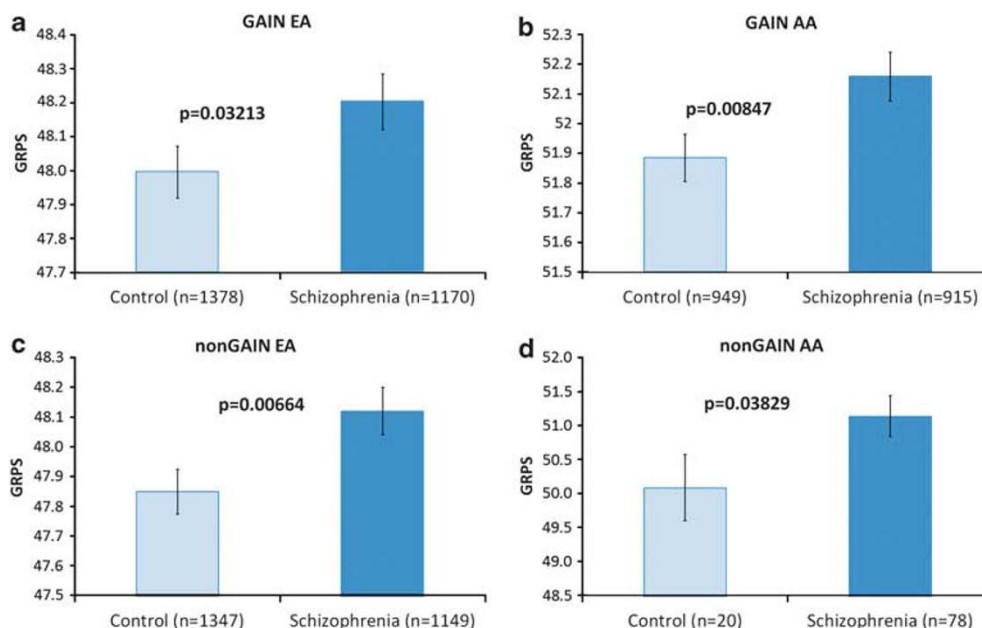 a
GAIN EA
48.4
48.3
48.2
48.1
48.0
47.9
47.8
47.7
GRPS
p=0.03213
Control (n=1378)
Schizophrenia (n=1170)
b
GAIN AA
52.3
52.2
52.1
52
51.9
51.8
51.7
51.6
51.5
GRPS
p=0.00847
Control (n=949)
Schizophrenia (n=915)
c
nonGAIN EA
48.3
48.2
48.1
48.0
47.9
47.8
47.7
47.6
47.5
GRPS
p=0.00664
Control (n=1347)
Schizophrenia (n=1149)
d
nonGAIN AA
52.0
51.5
51.0
50.5
50.0
49.5
49.0
48.5
GRPS
p=0.03829
Control (n=20)
Schizophrenia (n=78)